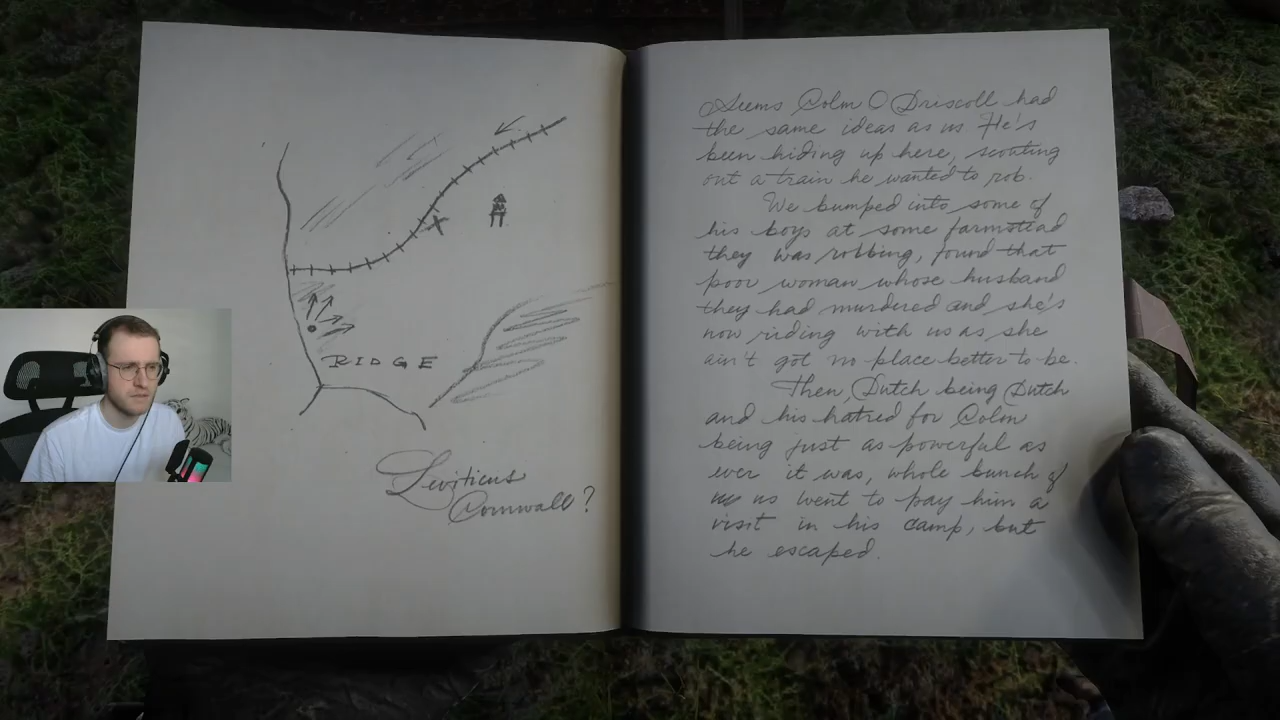 RIDGE
Leviticus
Cornwall?
Seems Colm O Driscoll had
the same ideas as us He's
been hiding up here, scouting
out a train he wanted to rob.
We bumped into some of
his boys at some farmstead
they was robbing, found that
poor woman whose husband
they had murdered and she's
now riding with us as she
ain't got no place better to be.
Then, Dutch being Dutch
and his hatred for Colm
being just as powerful as
ever it was, whole bunch of
us went to pay him a
visit in his camp, but
he escaped.